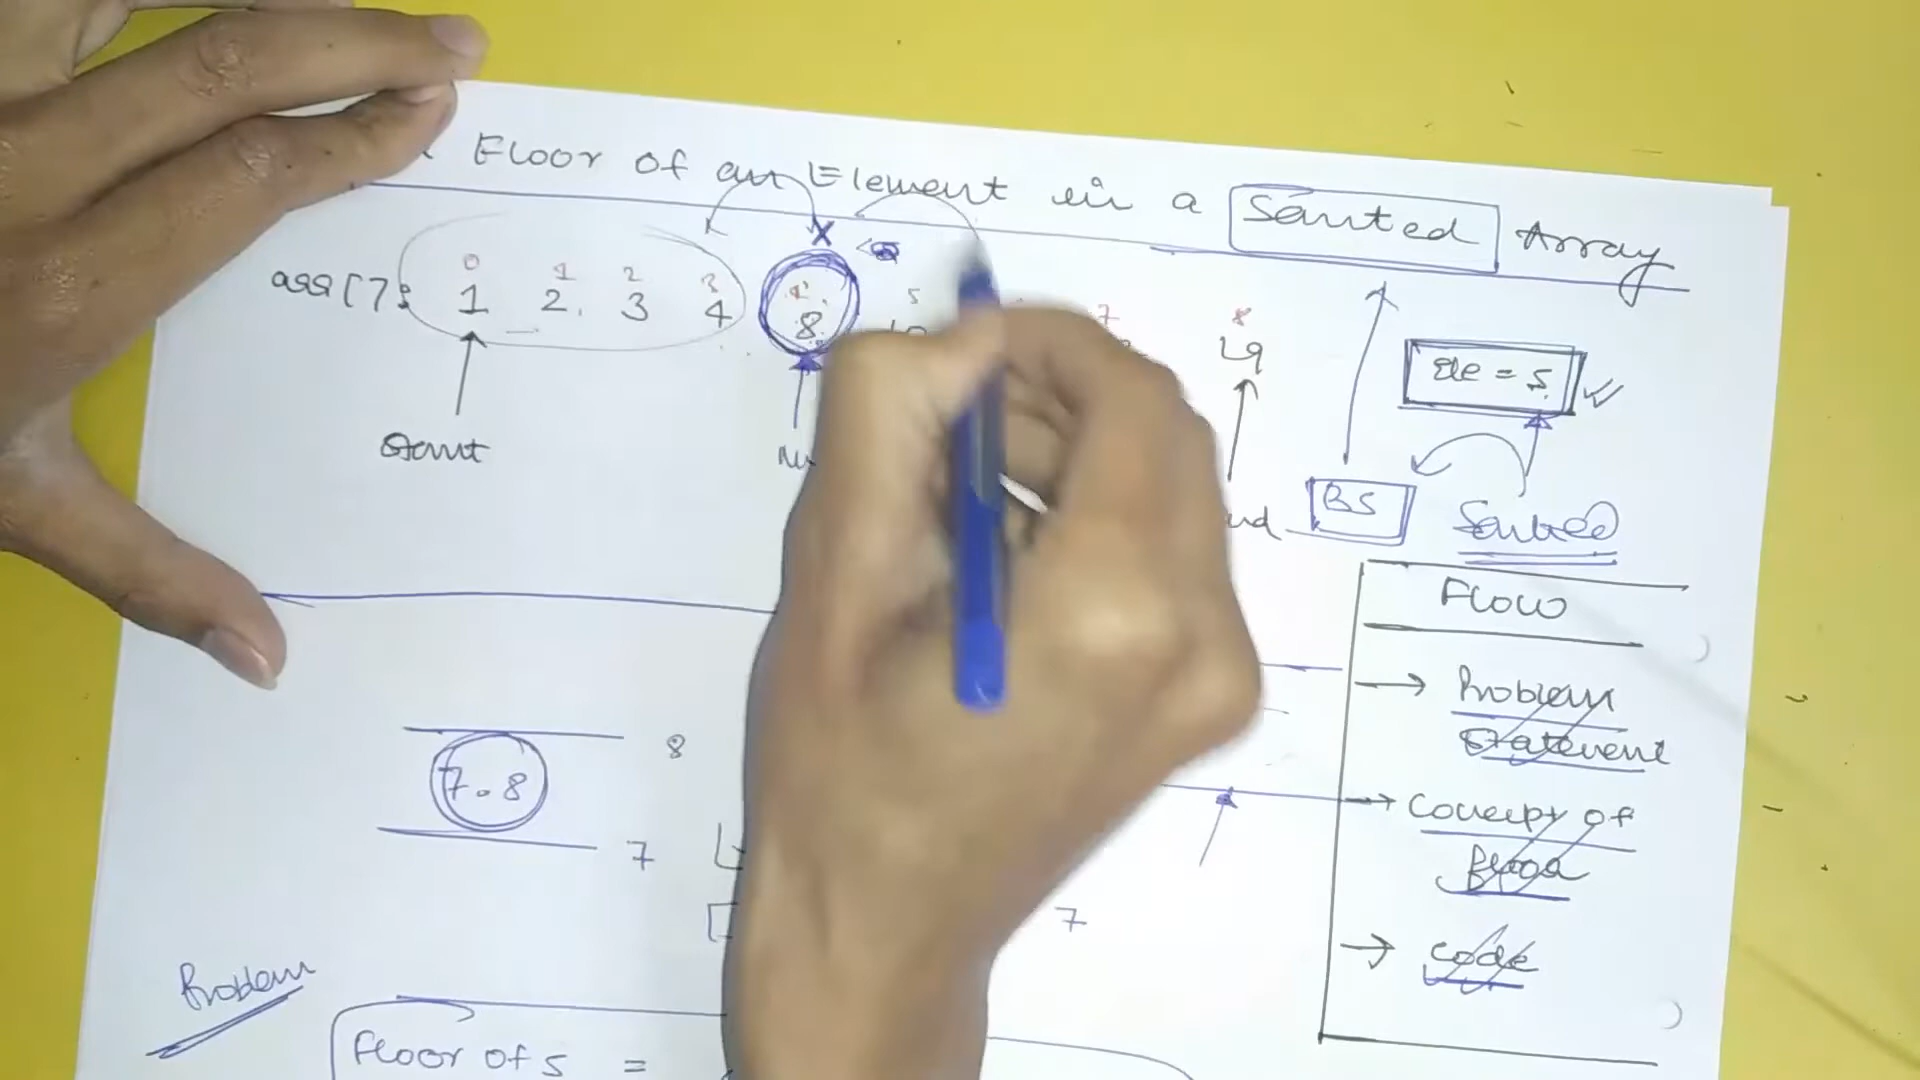 Floor of an Element in a Sorted Array
arr[]: 1 2. 3 4 8 19
0 1 2 3 4 5 7 8
ele = 5
Start
BS
Sorted
Flow
→ Problem
Statement
→ Concept of
floor
→ Code
7.8
8
7
7
Problem
Floor of 5 =